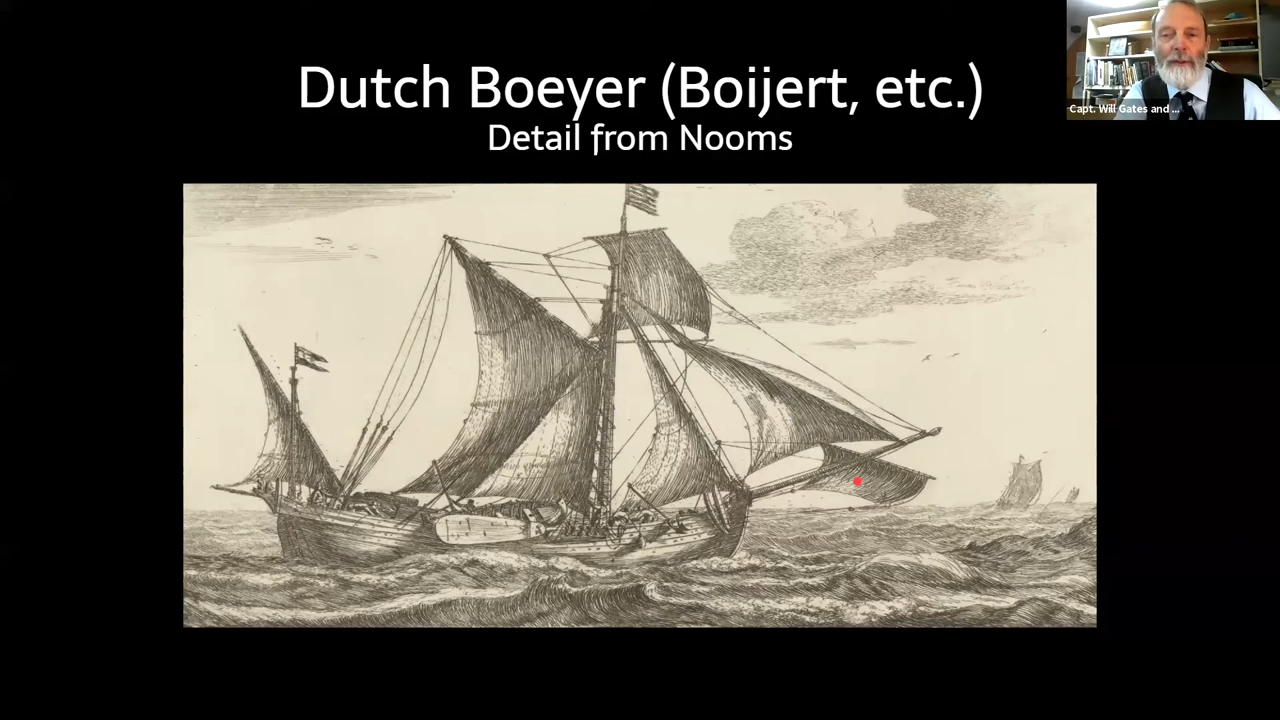 Dutch Boeyer (Boijert, etc.)
Detail from Nooms
Capt. Will Gates and ...